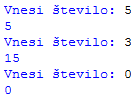 Vnesi število: 5
5
Vnesi število: 3
15
Vnesi število: 0
0